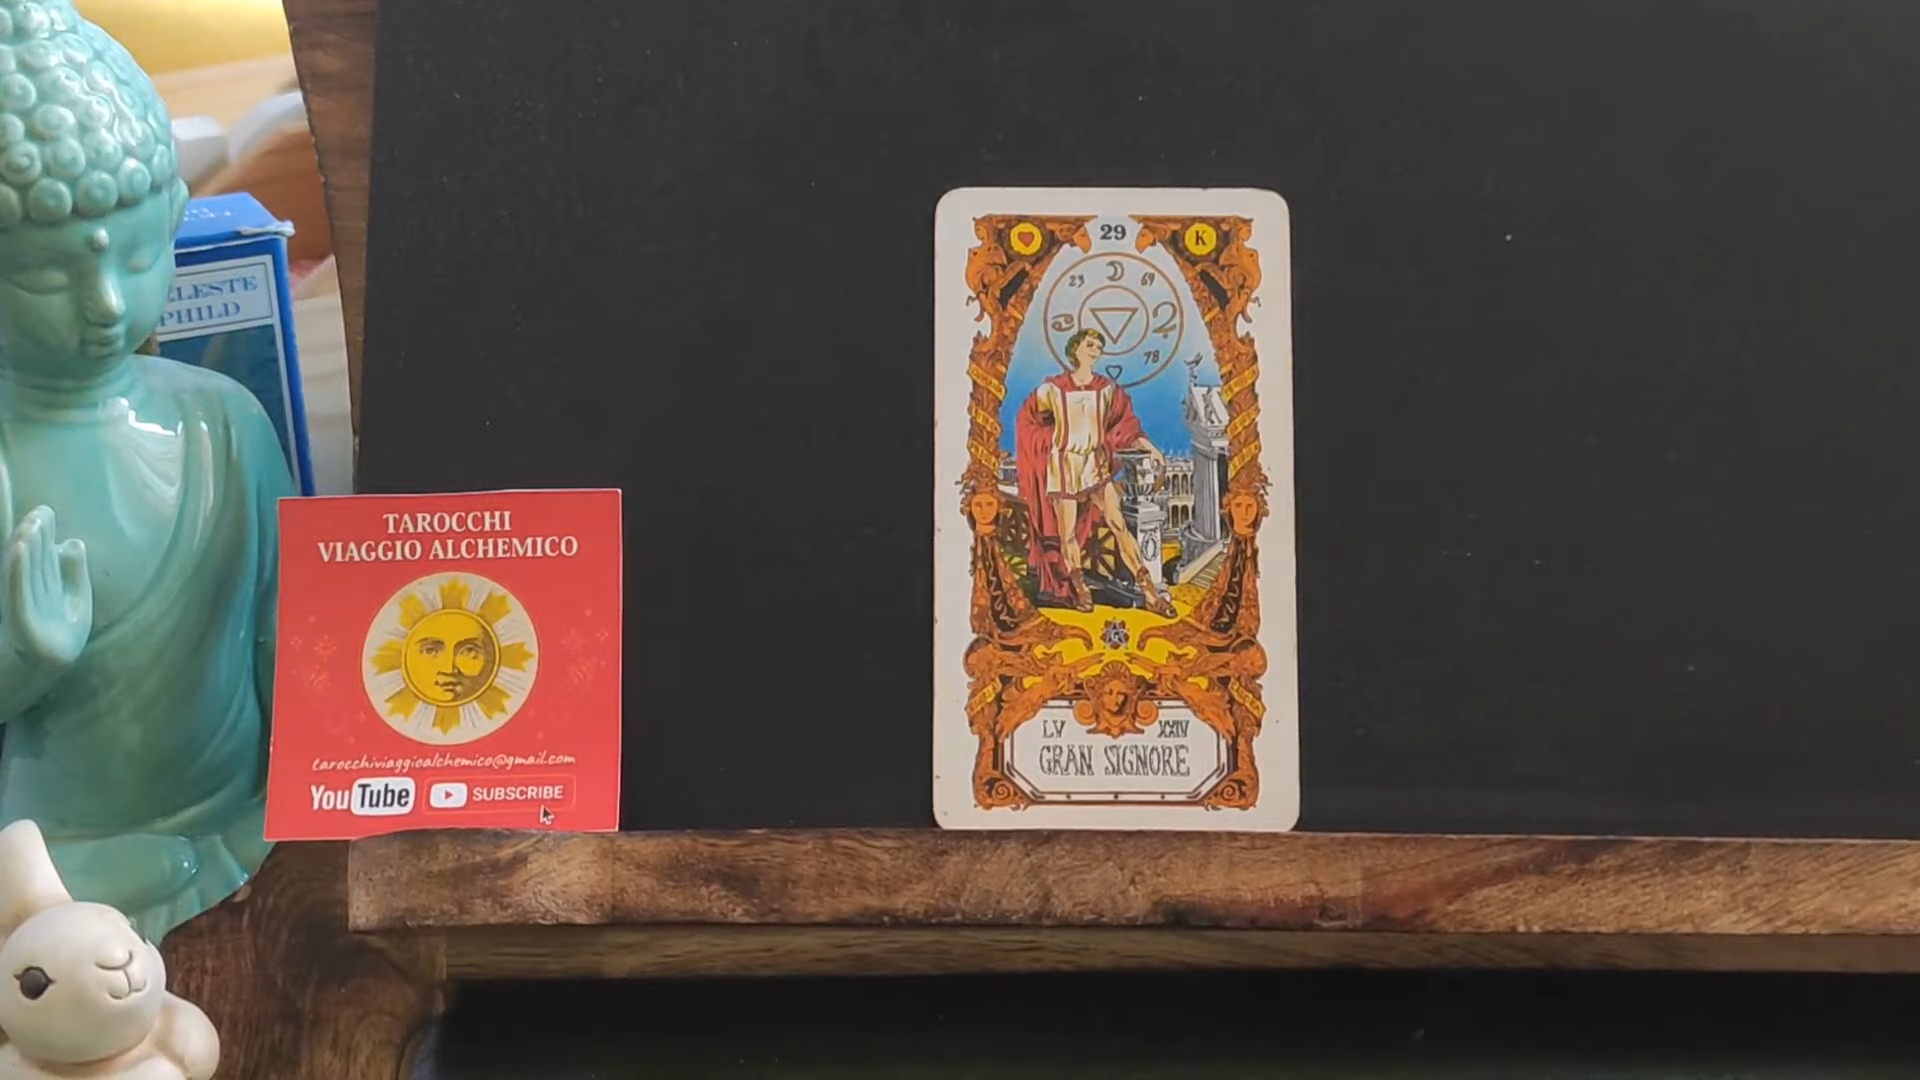 ELESTE
PHILD
TAROCCHI
VIAGGIO ALCHEMICO
tarocchiviaggioalchemico@gmail.com
YouTube SUBSCRIBE
29
K
23
69
78
G
LV XXIV
GRAN SIGNORE